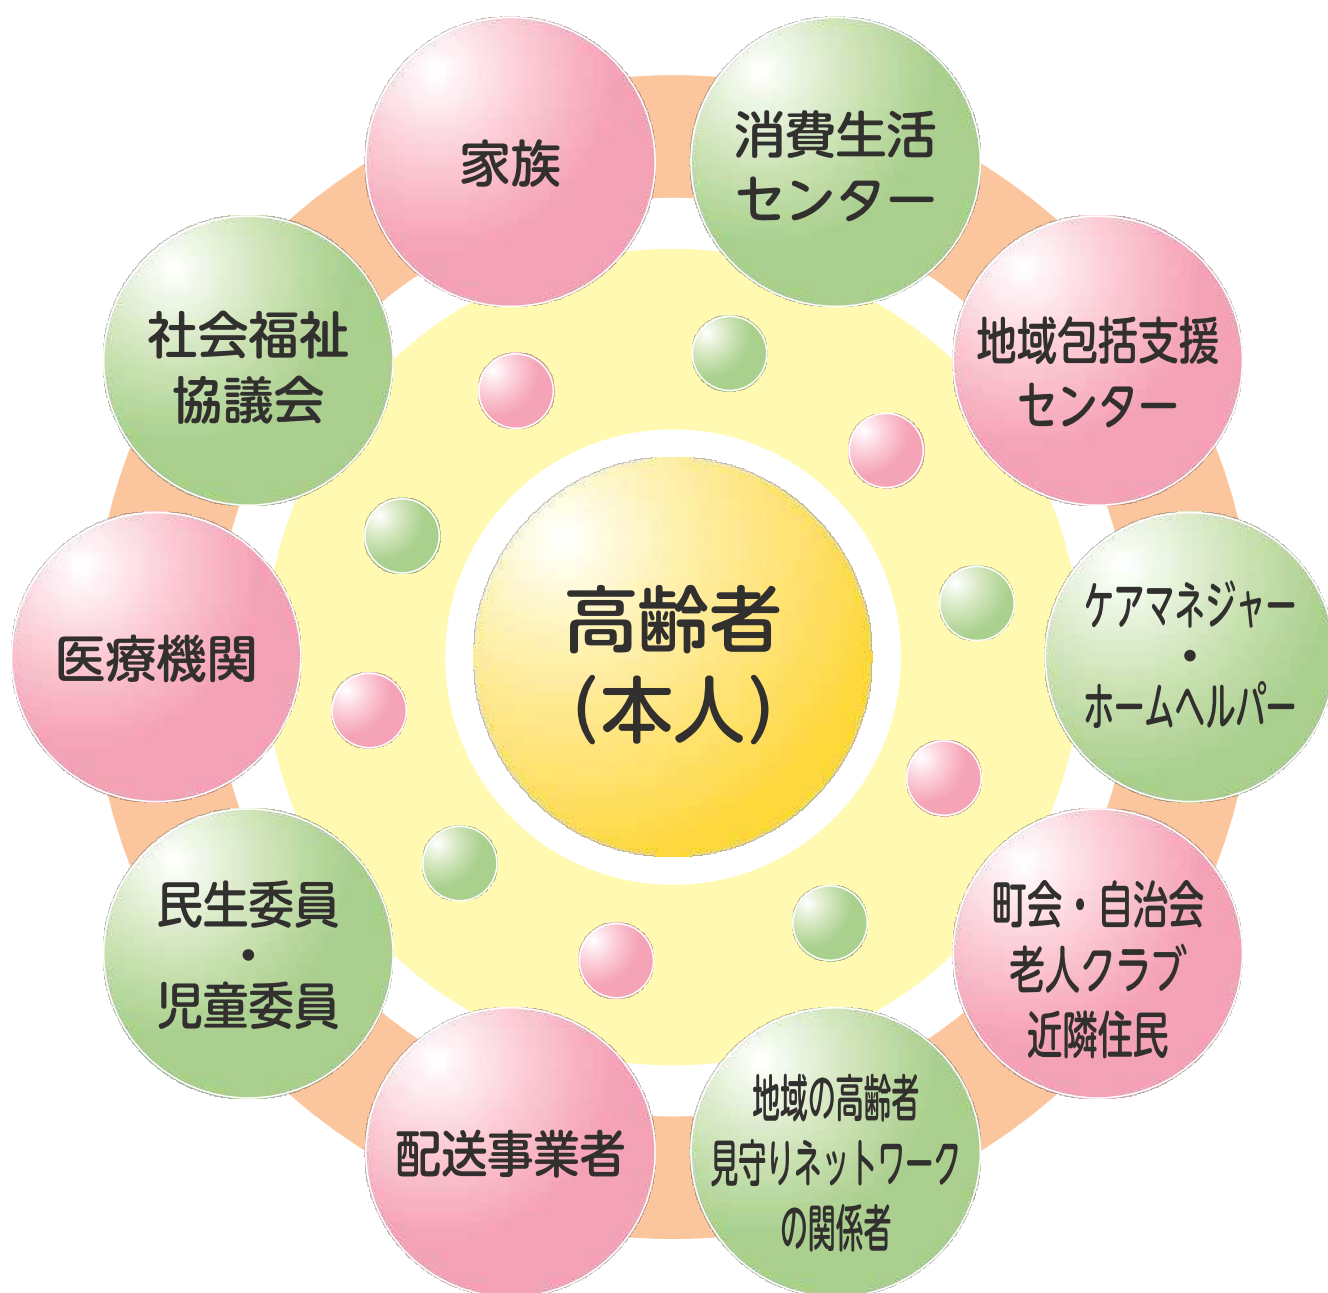 家族
消費生活
センター
地域包括支援
センター
ケアマネジャー
・
ホームヘルパー
町会・自治会
老人クラブ
近隣住民
地域の高齢者
見守りネットワーク
の関係者
配送事業者
民生委員
・
児童委員
医療機関
社会福祉
協議会
高齢者
(本人)